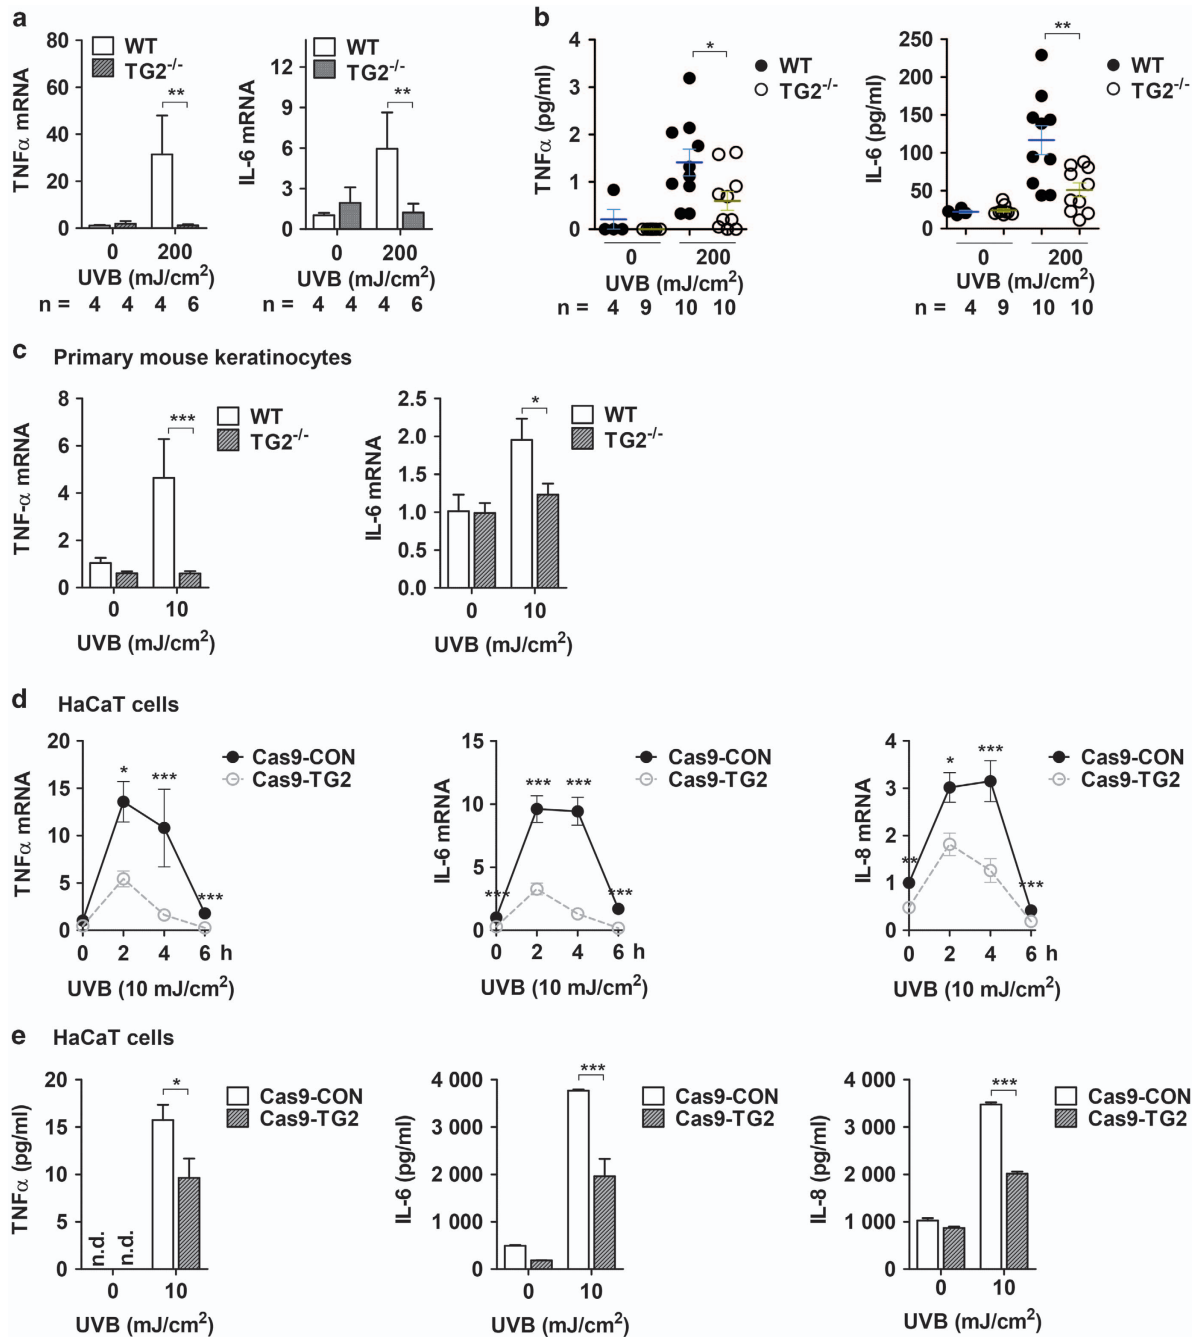 a
80
60
40
20
0
TNFα mRNA
WT
TG2-/-
**
0 200
UVB (mJ/cm2)
n = 4 4 4 6
12
9
6
3
0
IL-6 mRNA
WT
TG2-/-
**
0 200
UVB (mJ/cm2)
n = 4 4 4 6
b
4
3
2
1
0
TNFα (pg/ml)
*
WT
TG2-/-
0 200
UVB (mJ/cm2)
n = 4 9 10 10
250
200
150
100
50
0
IL-6 (pg/ml)
**
WT
TG2-/-
0 200
UVB (mJ/cm2)
n = 4 9 10 10
c Primary mouse keratinocytes
8
6
4
2
0
TNF-α mRNA
***
WT
TG2-/-
0 10
UVB (mJ/cm2)
2.5
2.0
1.5
1.0
0.5
0.0
IL-6 mRNA
*
WT
TG2-/-
0 10
UVB (mJ/cm2)
d HaCaT cells
20
15
10
5
0
TNFα mRNA
* *** ***
Cas9-CON
Cas9-TG2
0 2 4 6 h
UVB (10 mJ/cm2)
15
10
5
0
IL-6 mRNA
*** *** *** ***
Cas9-CON
Cas9-TG2
0 2 4 6 h
UVB (10 mJ/cm2)
4
3
2
1
0
IL-8 mRNA
** * *** ***
Cas9-CON
Cas9-TG2
0 2 4 6 h
UVB (10 mJ/cm2)
e HaCaT cells
20
15
10
5
0
TNFα (pg/ml)
n.d. n.d.
*
Cas9-CON
Cas9-TG2
0 10
UVB (mJ/cm2)
4 000
3 000
2 000
1 000
0
IL-6 (pg/ml)
***
Cas9-CON
Cas9-TG2
0 10
UVB (mJ/cm2)
4 000
3 000
2 000
1 000
0
IL-8 (pg/ml)
***
Cas9-CON
Cas9-TG2
0 10
UVB (mJ/cm2)